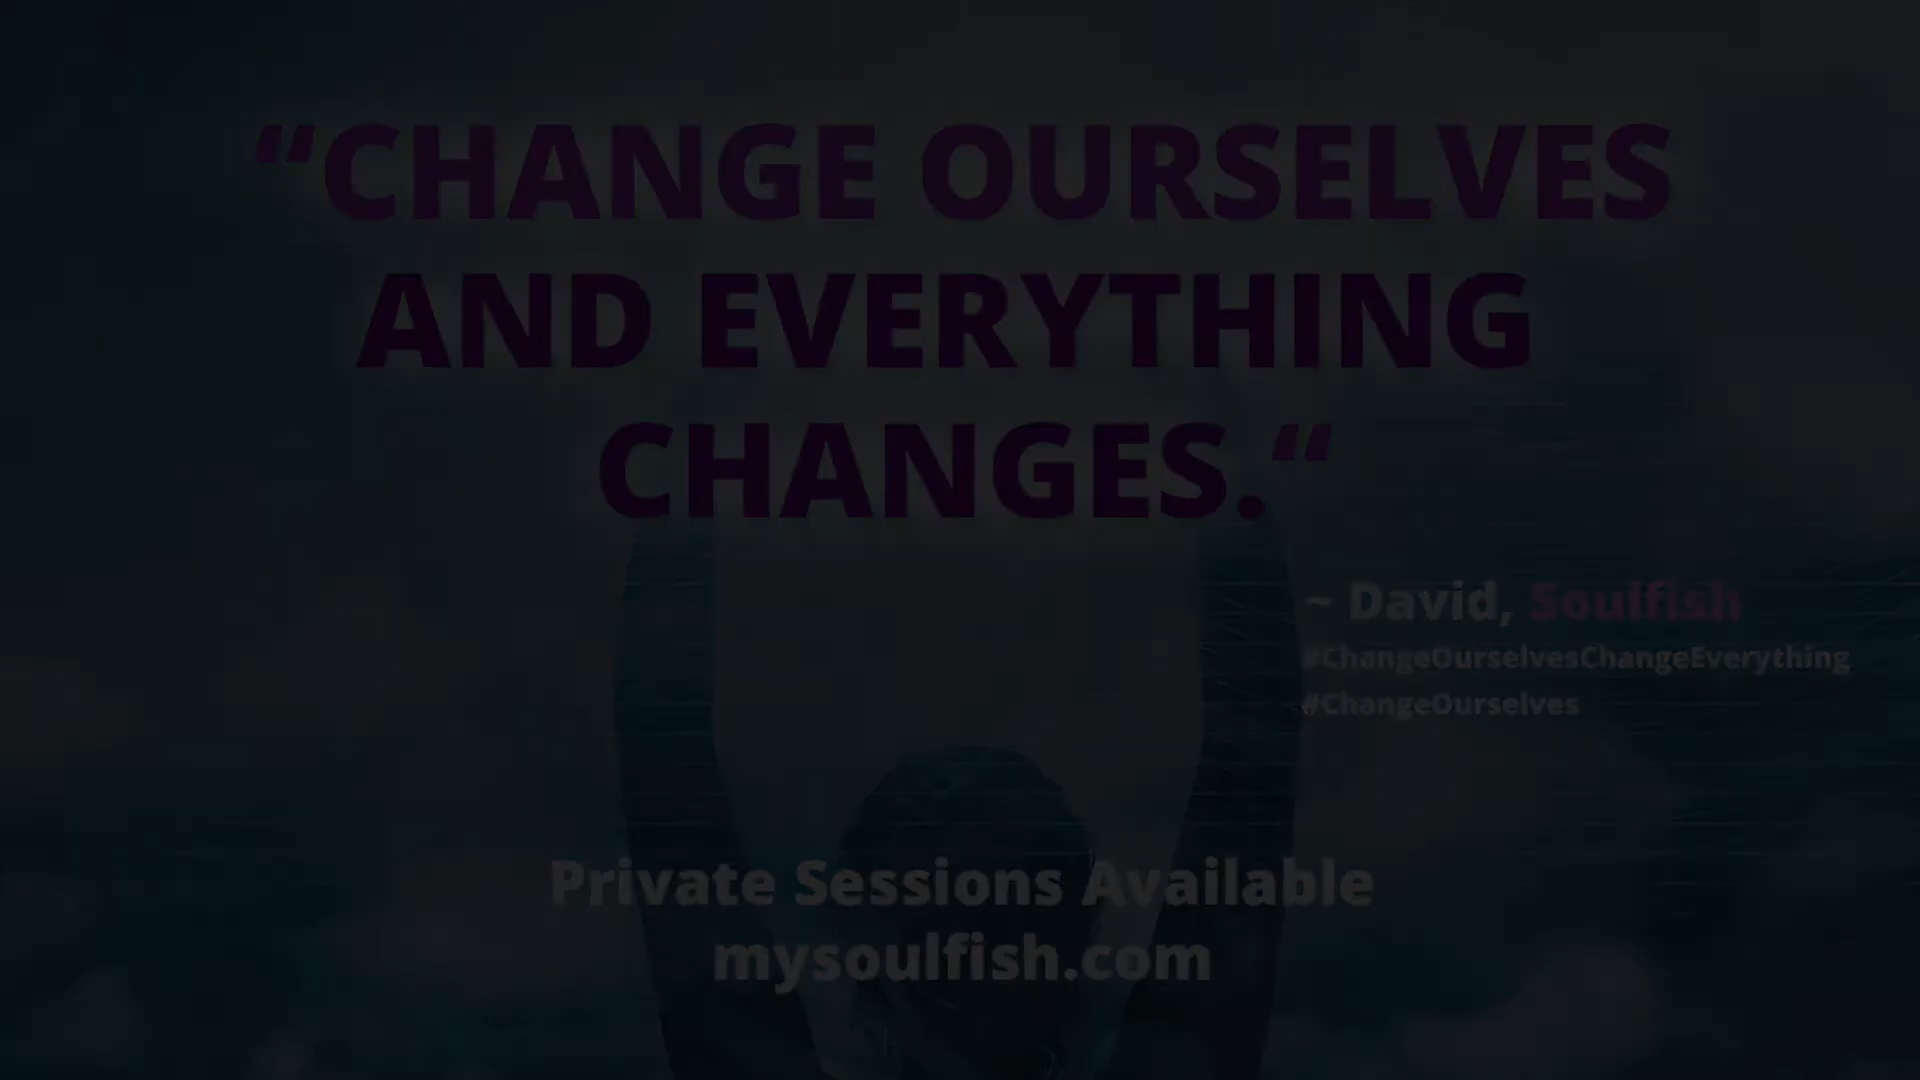 “CHANGE OURSELVES
AND EVERYTHING
CHANGES.“
~ David, Soulfish
#ChangeOurselvesChangeEverything
#ChangeOurselves
Private Sessions Available
mysoulfish.com